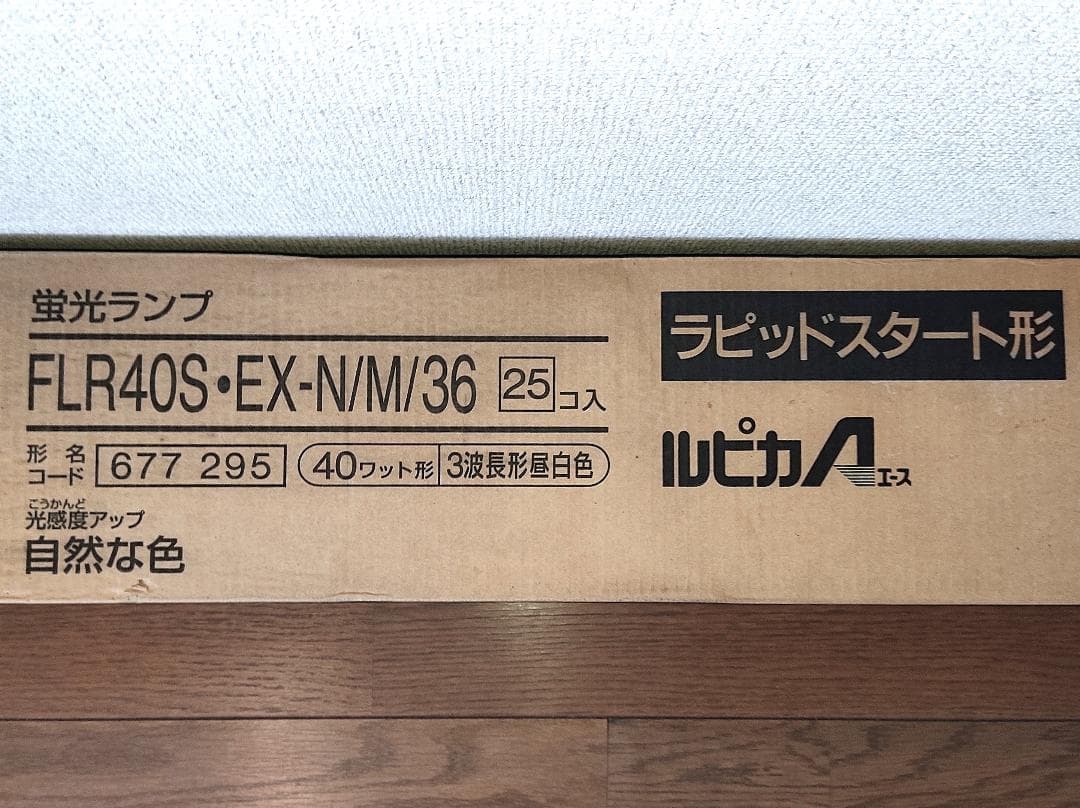 蛍光ランプ
FLR40S・EX-N/M/36 25コ入
形名コード 677 295 40ワット形 3波長形昼白色
こうかんど
光感度アップ
自然な色
ラピッドスタート形
ルピカA エース